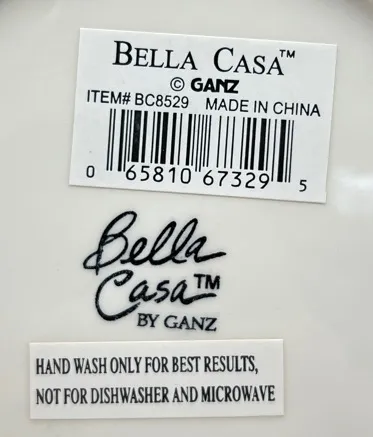 BELLA CASA™
© GANZ
ITEM# BC8529 MADE IN CHINA
0 65810 67329 5
Bella
Casa™
BY GANZ
HAND WASH ONLY FOR BEST RESULTS,
NOT FOR DISHWASHER AND MICROWAVE